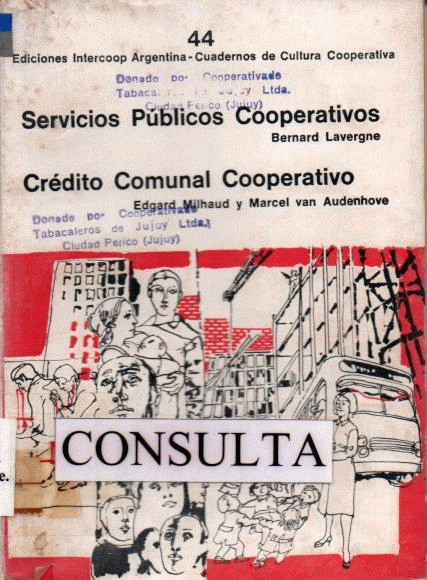 44
Ediciones Intercoop Argentina - Cuadernos de Cultura Cooperativa
Donado por Cooperativa de
Tabacaleros de Jujuy Ltda.
Ciudad Perico (Jujuy)
Servicios Públicos Cooperativos
Bernard Lavergne
Crédito Comunal Cooperativo
Edgard Milhaud y Marcel van Audenhove
Donado por Cooperativa de
Tabacaleros de Jujuy Ltda.
Ciudad Perico (Jujuy)
CONSULTA
e.